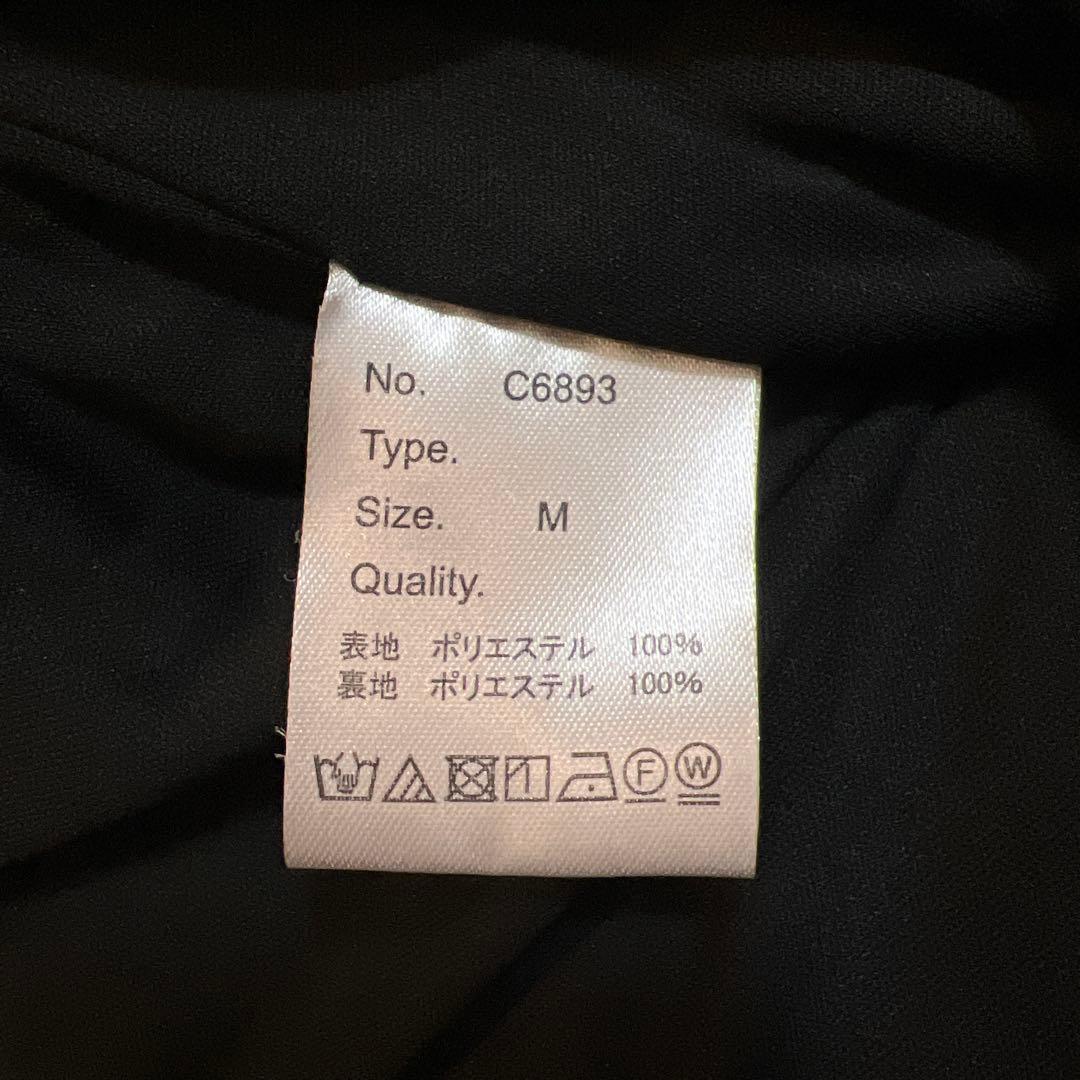 No. C6893
Type.
Size. M
Quality.
表地 ポリエステル 100%
裏地 ポリエステル 100%
F W